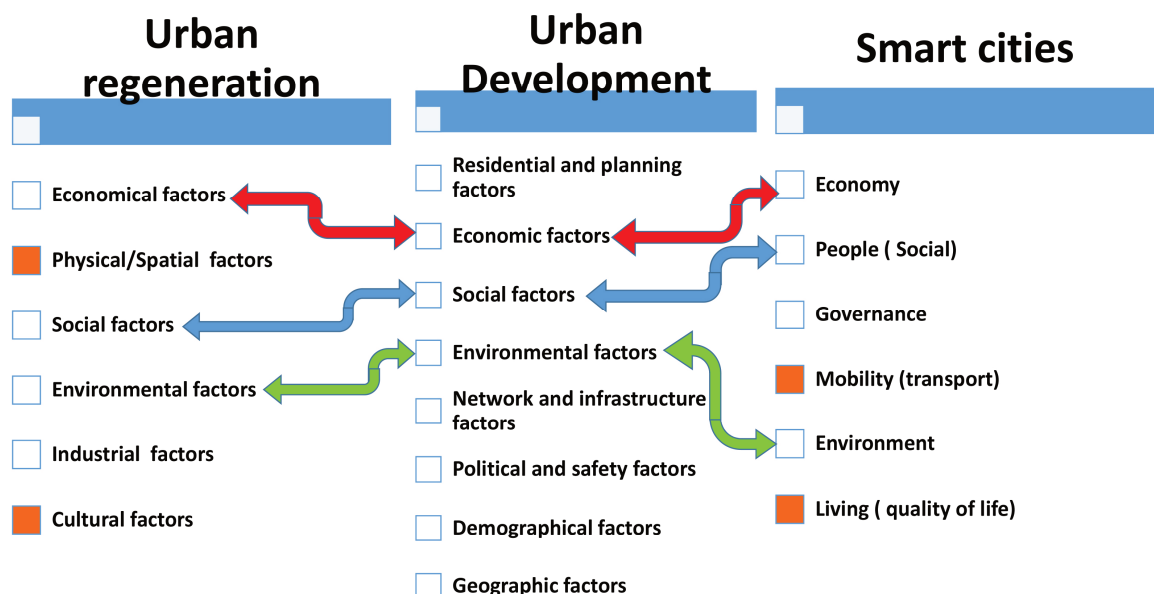 Urban
regeneration
Economical factors
Physical/Spatial  factors
Social factors
Environmental factors
Industrial  factors
Cultural factors
Urban
Development
Residential and planning
factors
Economic factors
Social factors
Environmental factors
Network and infrastructure
factors
Political and safety factors
Demographical factors
Geographic factors
Smart cities
Economy
People ( Social)
Governance
Mobility (transport)
Environment
Living ( quality of life)